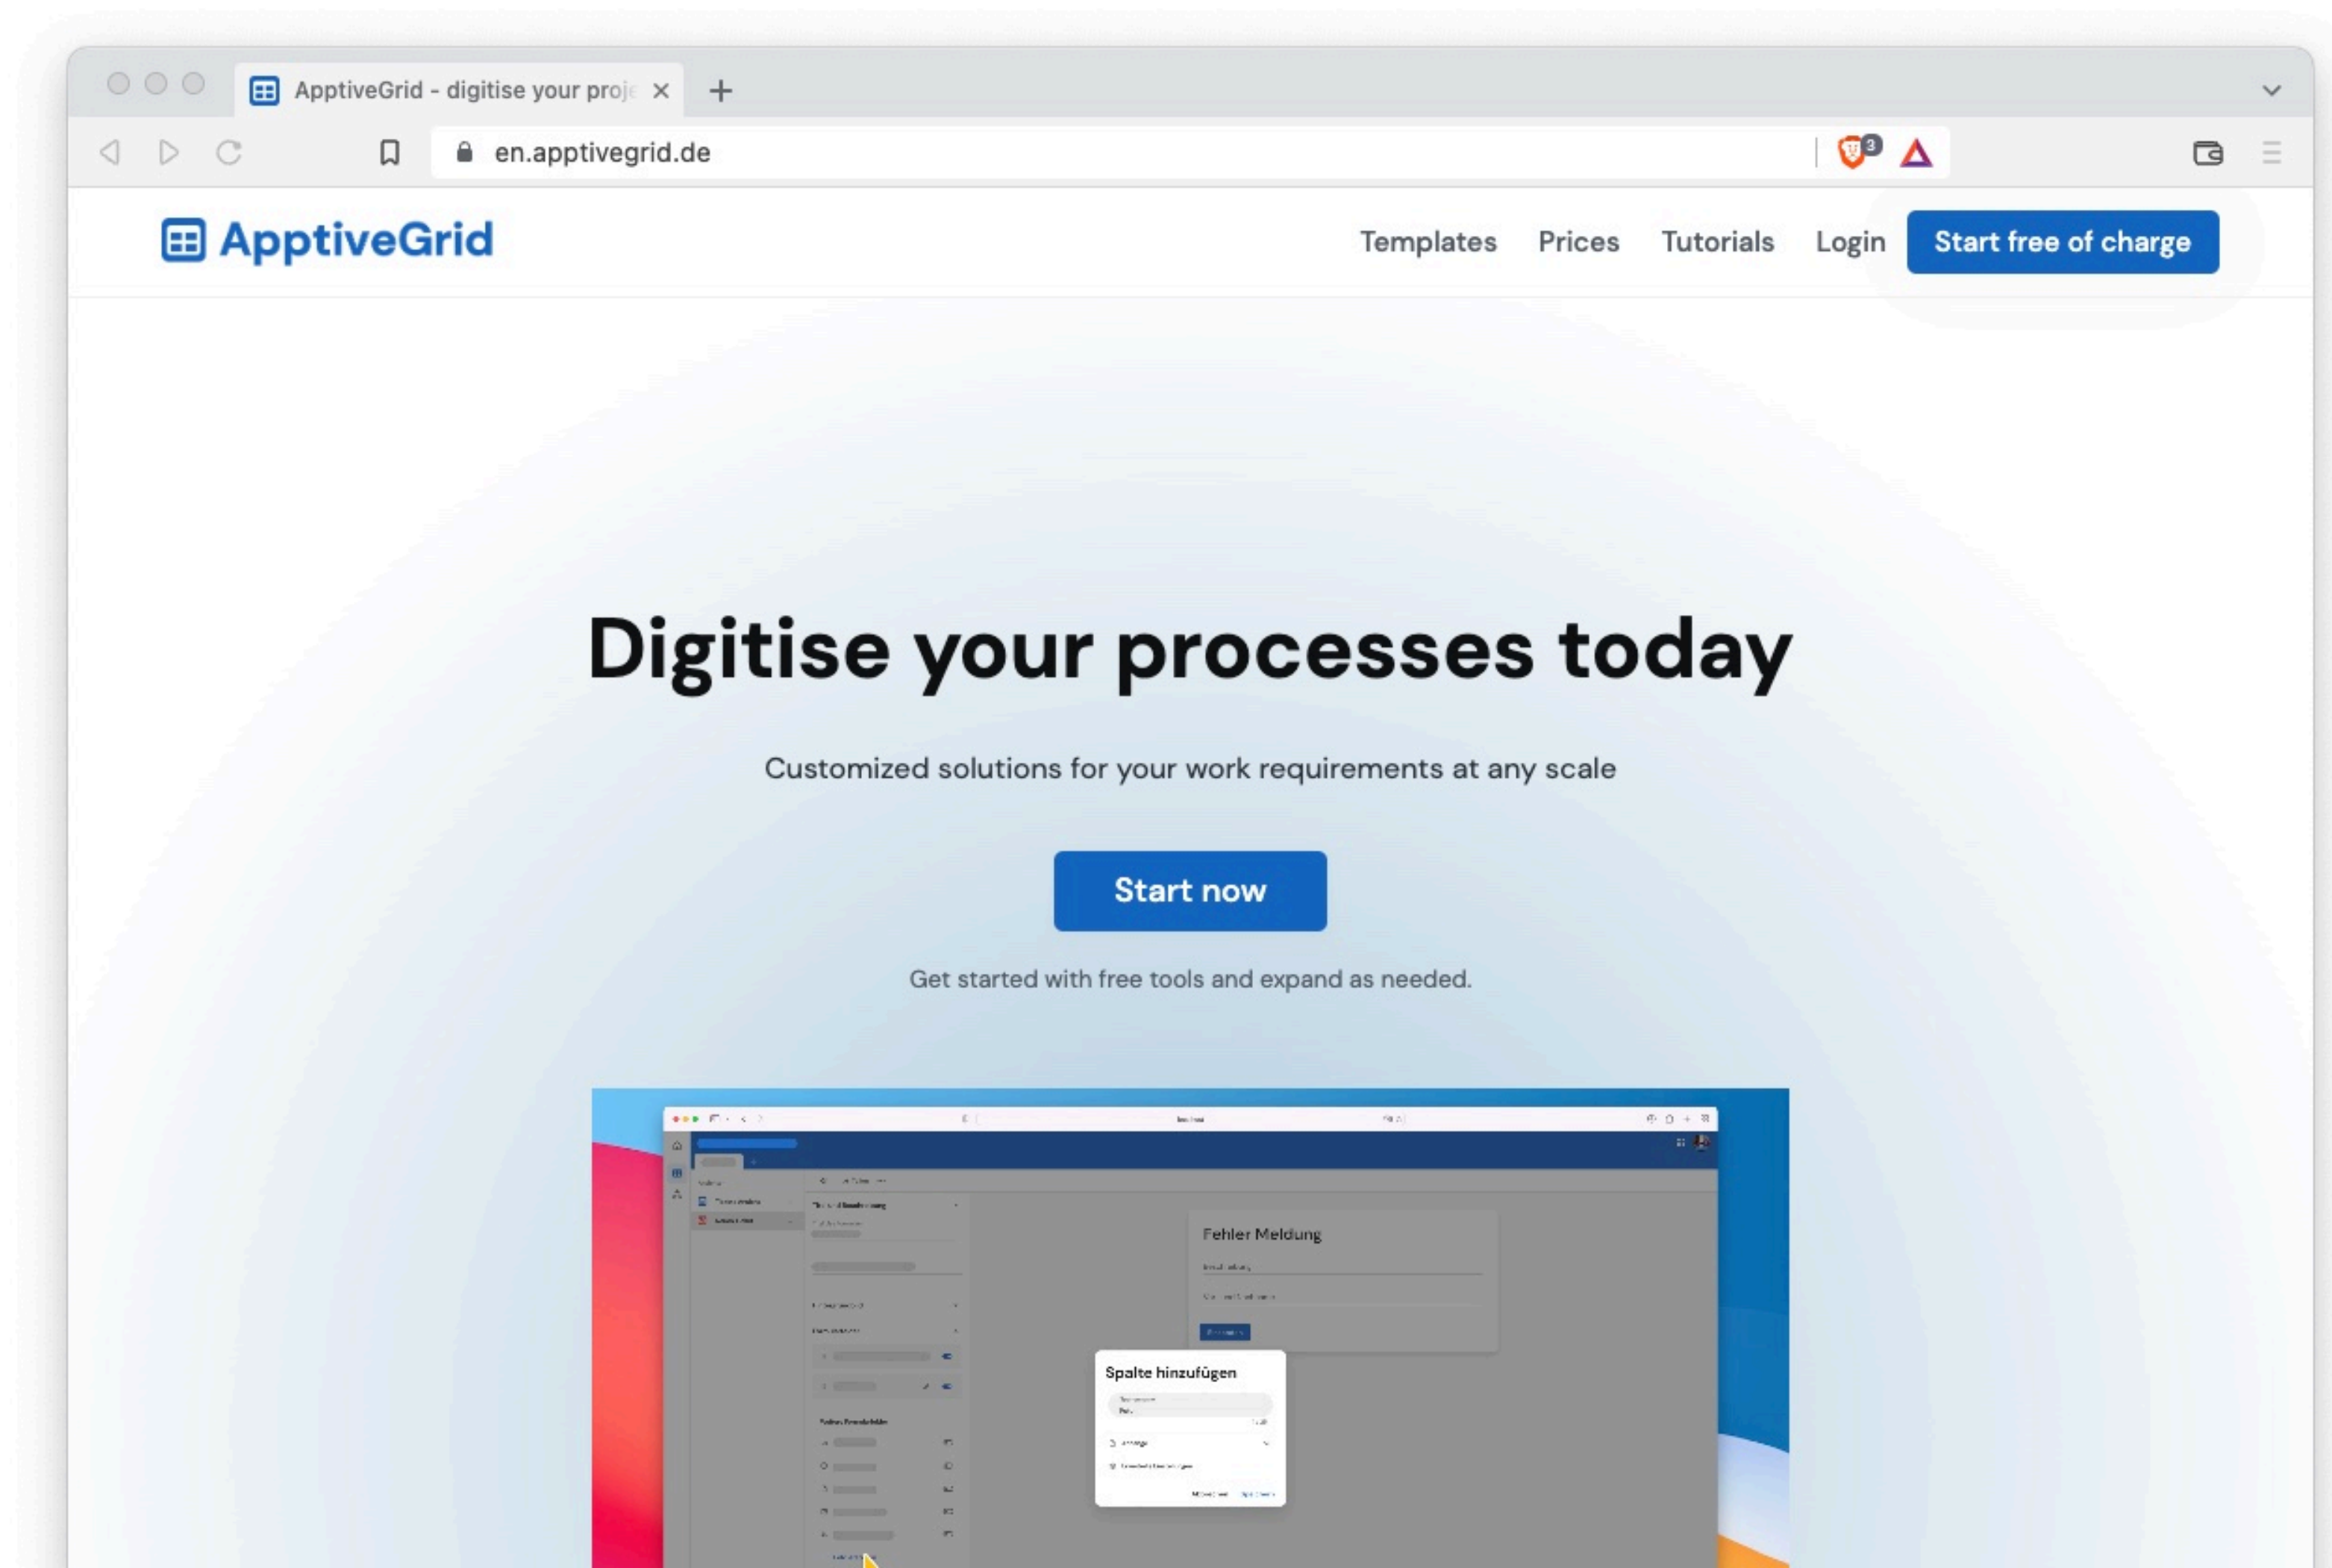 ApptiveGrid - digitise your proje
en.apptivegrid.de
3
ApptiveGrid
Templates Prices Tutorials Login Start free of charge
Digitise your processes today
Customized solutions for your work requirements at any scale
Start now
Get started with free tools and expand as needed.
Fehler Meldung
Spalte hinzufügen